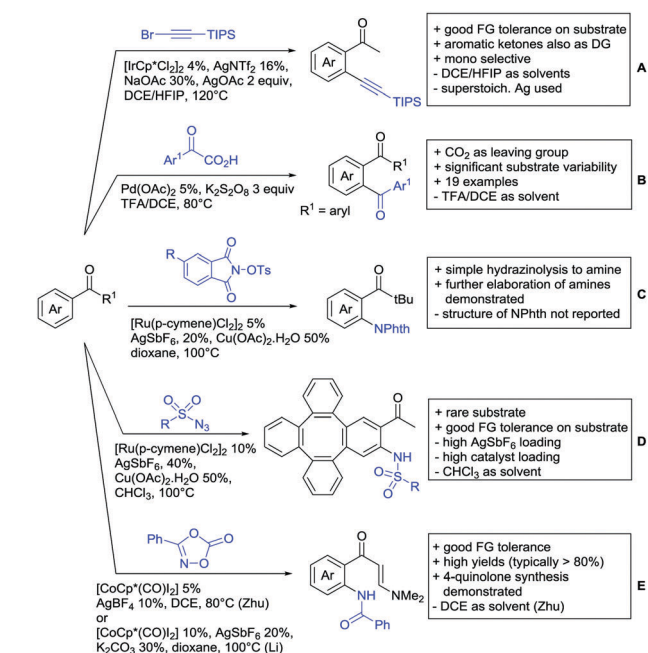 Br
TIPS
[IrCp*Cl2]2 4%, AgNTf2 16%,
NaOAc 30%, AgOAc 2 equiv,
DCE/HFIP, 120°C
O
Ar
TIPS
+ good FG tolerance on substrate
+ aromatic ketones also as DG
+ mono selective
- DCE/HFIP as solvents
- superstoich. Ag used
A
O
Ar1
CO2H
Pd(OAc)2 5%, K2S2O8 3 equiv
TFA/DCE, 80°C
O
R1
Ar
Ar1
O
R1 = aryl
+ CO2 as leaving group
+ significant substrate variability
+ 19 examples
- TFA/DCE as solvent
B
O
R1
Ar
R
O
N-OTs
O
[Ru(p-cymene)Cl2]2 5%
AgSbF6, 20%, Cu(OAc)2.H2O 50%
dioxane, 100°C
O
tBu
Ar
NPhth
+ simple hydrazinolysis to amine
+ further elaboration of amines
demonstrated
- structure of NPhth not reported
C
O O
S
R N3
[Ru(p-cymene)Cl2]2 10%
AgSbF6, 40%,
Cu(OAc)2.H2O 50%,
CHCl3, 100°C
O
NH
O
S
O
R
+ rare substrate
+ good FG tolerance on substrate
- high AgSbF6 loading
- high catalyst loading
- CHCl3 as solvent
D
Ph
O
O
N-O
[CoCp*(CO)I2] 5%
AgBF4 10%, DCE, 80°C (Zhu)
or
[CoCp*(CO)I2] 10%, AgSbF6 20%,
K2CO3 30%, dioxane, 100°C (Li)
O
Ar
NH NMe2
O Ph
+ good FG tolerance
+ high yields (typically > 80%)
+ 4-quinolone synthesis
demonstrated
- DCE as solvent (Zhu)
E